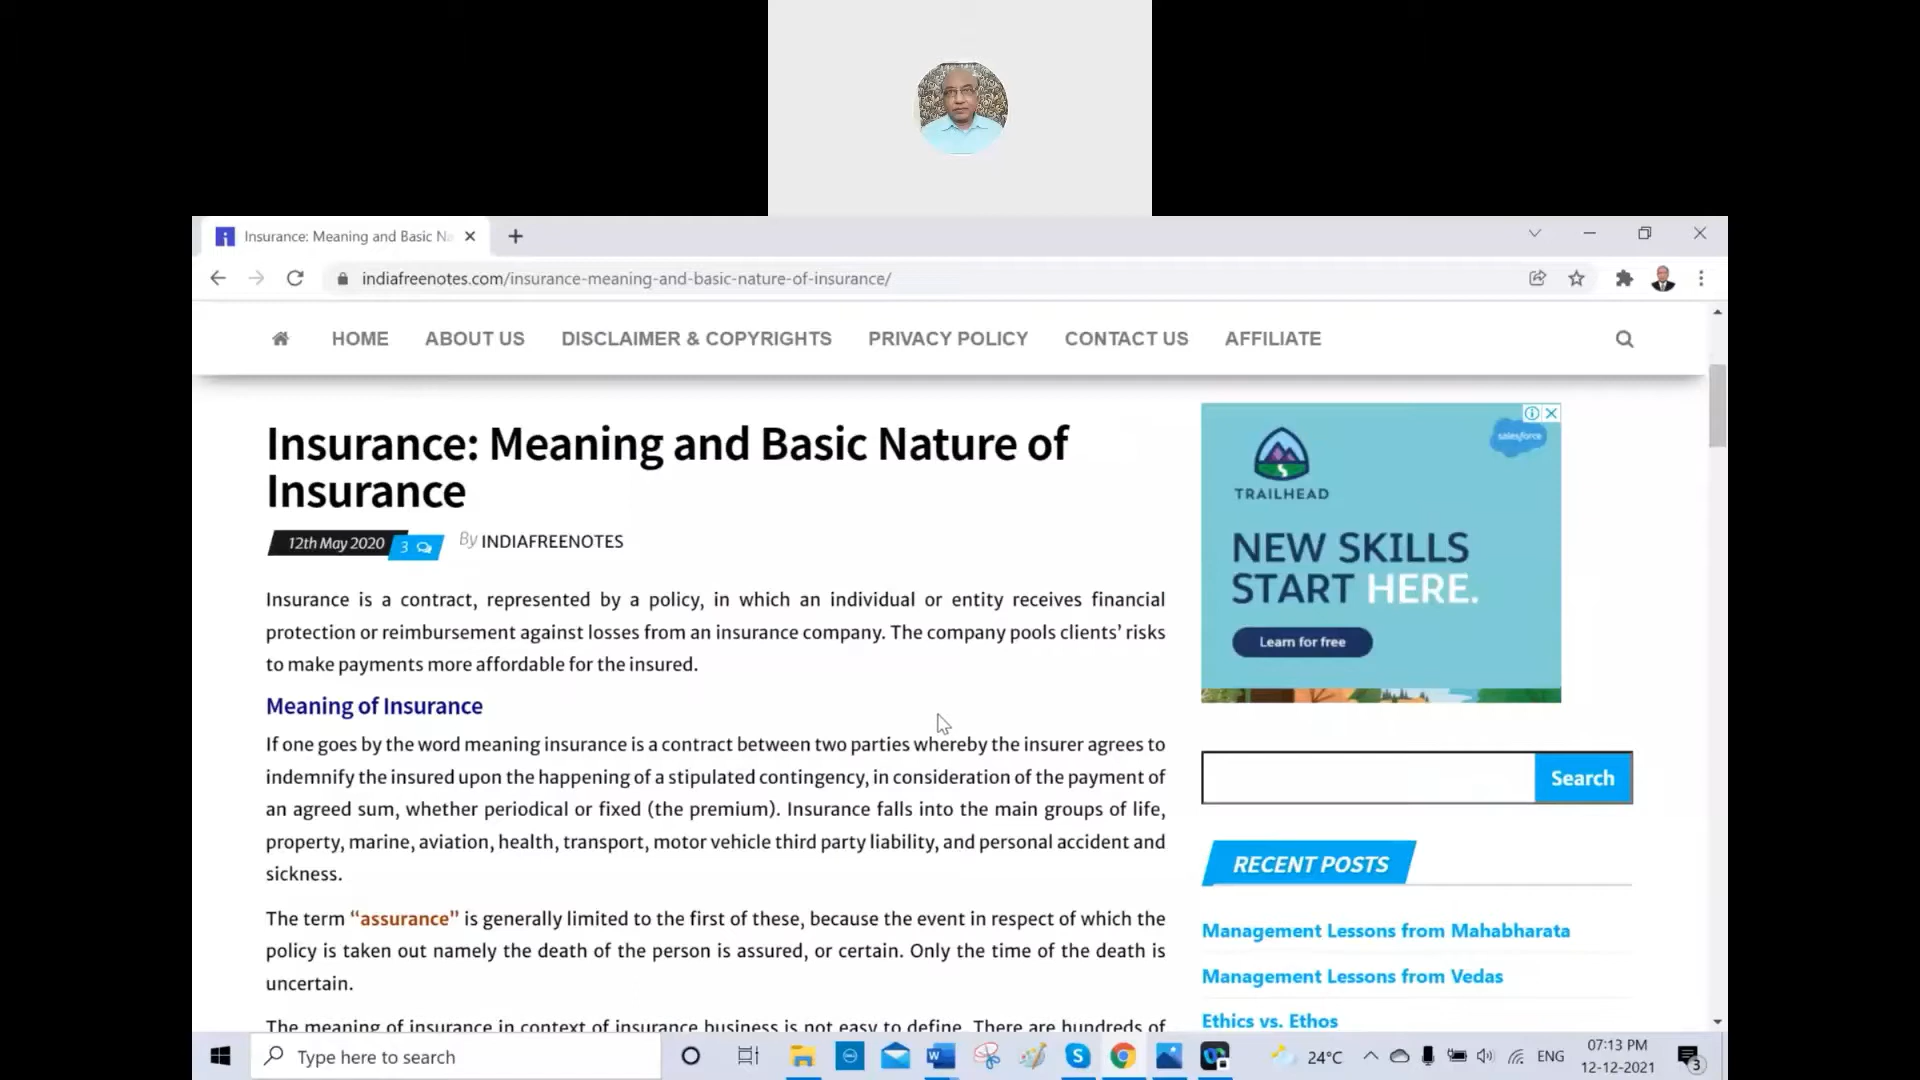 Insurance: Meaning and Basic Na
indiafreenotes.com/insurance-meaning-and-basic-nature-of-insurance/
HOME ABOUT US DISCLAIMER & COPYRIGHTS PRIVACY POLICY CONTACT US AFFILIATE
Insurance: Meaning and Basic Nature of
Insurance
12th May 2020 3 By INDIAFREENOTES
Insurance is a contract, represented by a policy, in which an individual or entity receives financial
protection or reimbursement against losses from an insurance company. The company pools clients’ risks
to make payments more affordable for the insured.
Meaning of Insurance
If one goes by the word meaning insurance is a contract between two parties whereby the insurer agrees to
indemnify the insured upon the happening of a stipulated contingency, in consideration of the payment of
an agreed sum, whether periodical or fixed (the premium). Insurance falls into the main groups of life,
property, marine, aviation, health, transport, motor vehicle third party liability, and personal accident and
sickness.
The term “assurance” is generally limited to the first of these, because the event in respect of which the
policy is taken out namely the death of the person is assured, or certain. Only the time of the death is
uncertain.
The meaning of insurance in context of insurance business is not easy to define. There are hundreds of
salesforce
TRAILHEAD
NEW SKILLS
START HERE.
Learn for free
Search
RECENT POSTS
Management Lessons from Mahabharata
Management Lessons from Vedas
Ethics vs. Ethos
Type here to search
24°C
ENG
07:13 PM
12-12-2021
3